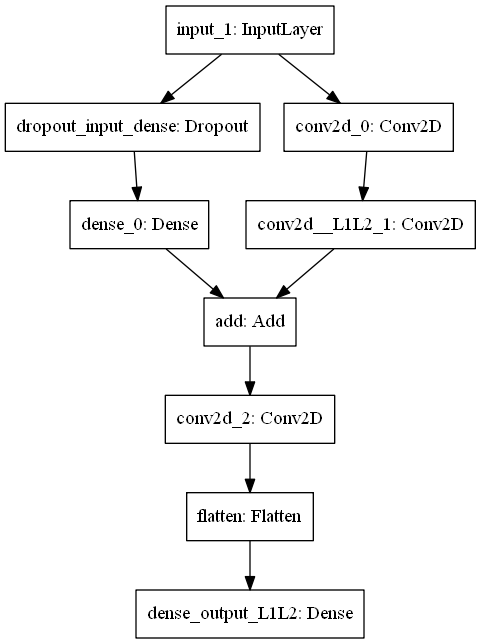 input_1: InputLayer
dropout_input_dense: Dropout
conv2d_0: Conv2D
dense_0: Dense
conv2d__L1L2_1: Conv2D
add: Add
conv2d_2: Conv2D
flatten: Flatten
dense_output_L1L2: Dense